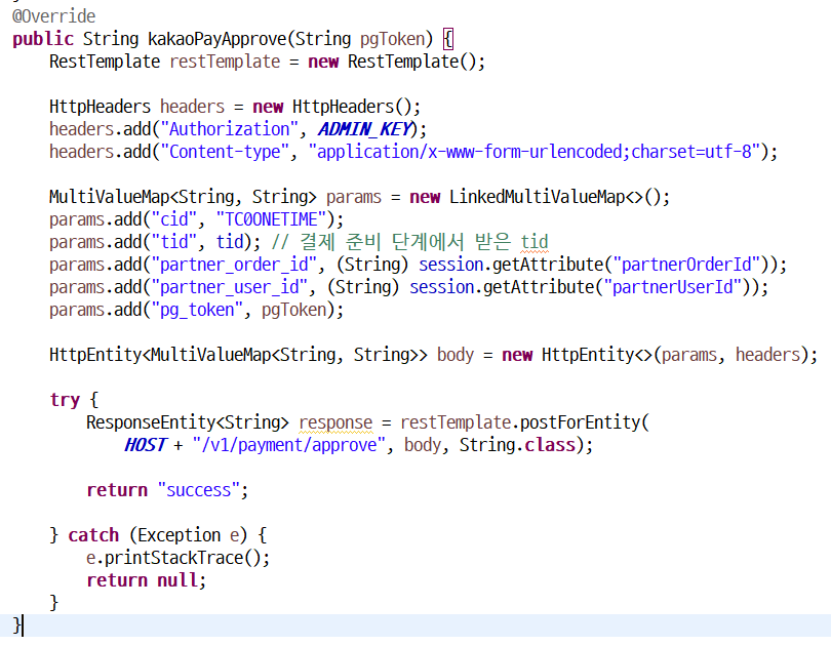 @Override
public String kakaoPayApprove(String pgToken) {
    RestTemplate restTemplate = new RestTemplate();

    HttpHeaders headers = new HttpHeaders();
    headers.add("Authorization", ADMIN_KEY);
    headers.add("Content-type", "application/x-www-form-urlencoded;charset=utf-8");

    MultiValueMap<String, String> params = new LinkedMultiValueMap<>();
    params.add("cid", "TC0ONETIME");
    params.add("tid", tid); // 결제 준비 단계에서 받은 tid
    params.add("partner_order_id", (String) session.getAttribute("partnerOrderId"));
    params.add("partner_user_id", (String) session.getAttribute("partnerUserId"));
    params.add("pg_token", pgToken);

    HttpEntity<MultiValueMap<String, String>> body = new HttpEntity<>(params, headers);

    try {
        ResponseEntity<String> response = restTemplate.postForEntity(
            HOST + "/v1/payment/approve", body, String.class);

        return "success";

    } catch (Exception e) {
        e.printStackTrace();
        return null;
    }
}